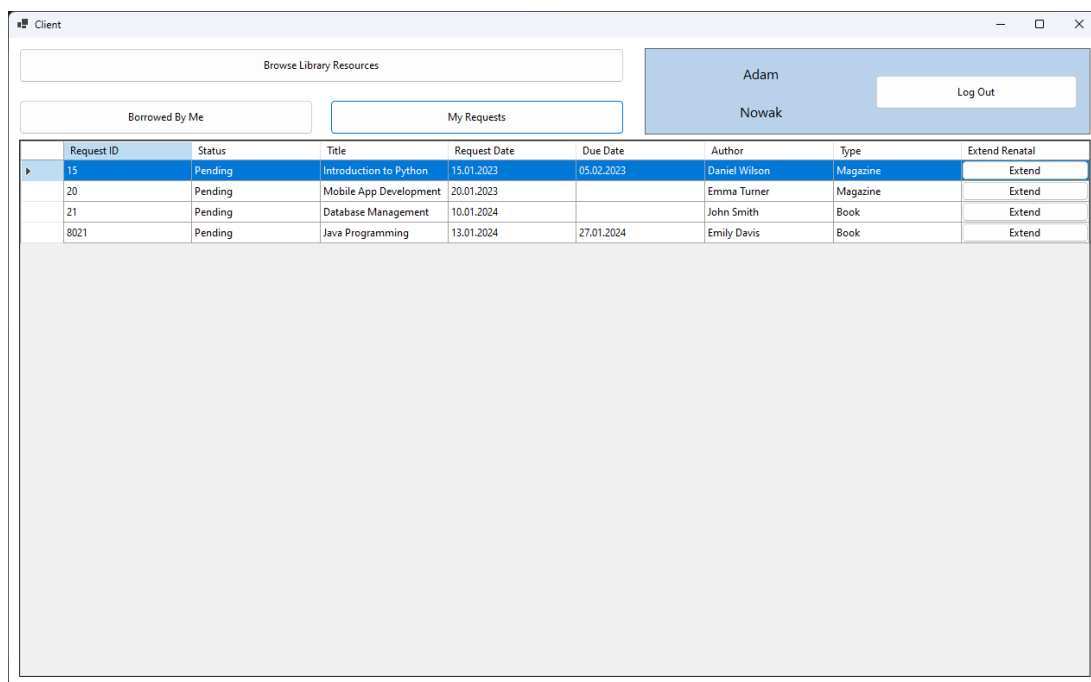 Client
Browse Library Resources
Adam
Log Out
Nowak
Borrowed By Me
My Requests
Request ID Status Title Request Date Due Date Author Type Extend Renatal
15 Pending Introduction to Python 15.01.2023 05.02.2023 Daniel Wilson Magazine Extend
20 Pending Mobile App Development 20.01.2023 Emma Turner Magazine Extend
21 Pending Database Management 10.01.2024 John Smith Book Extend
8021 Pending Java Programming 13.01.2024 27.01.2024 Emily Davis Book Extend